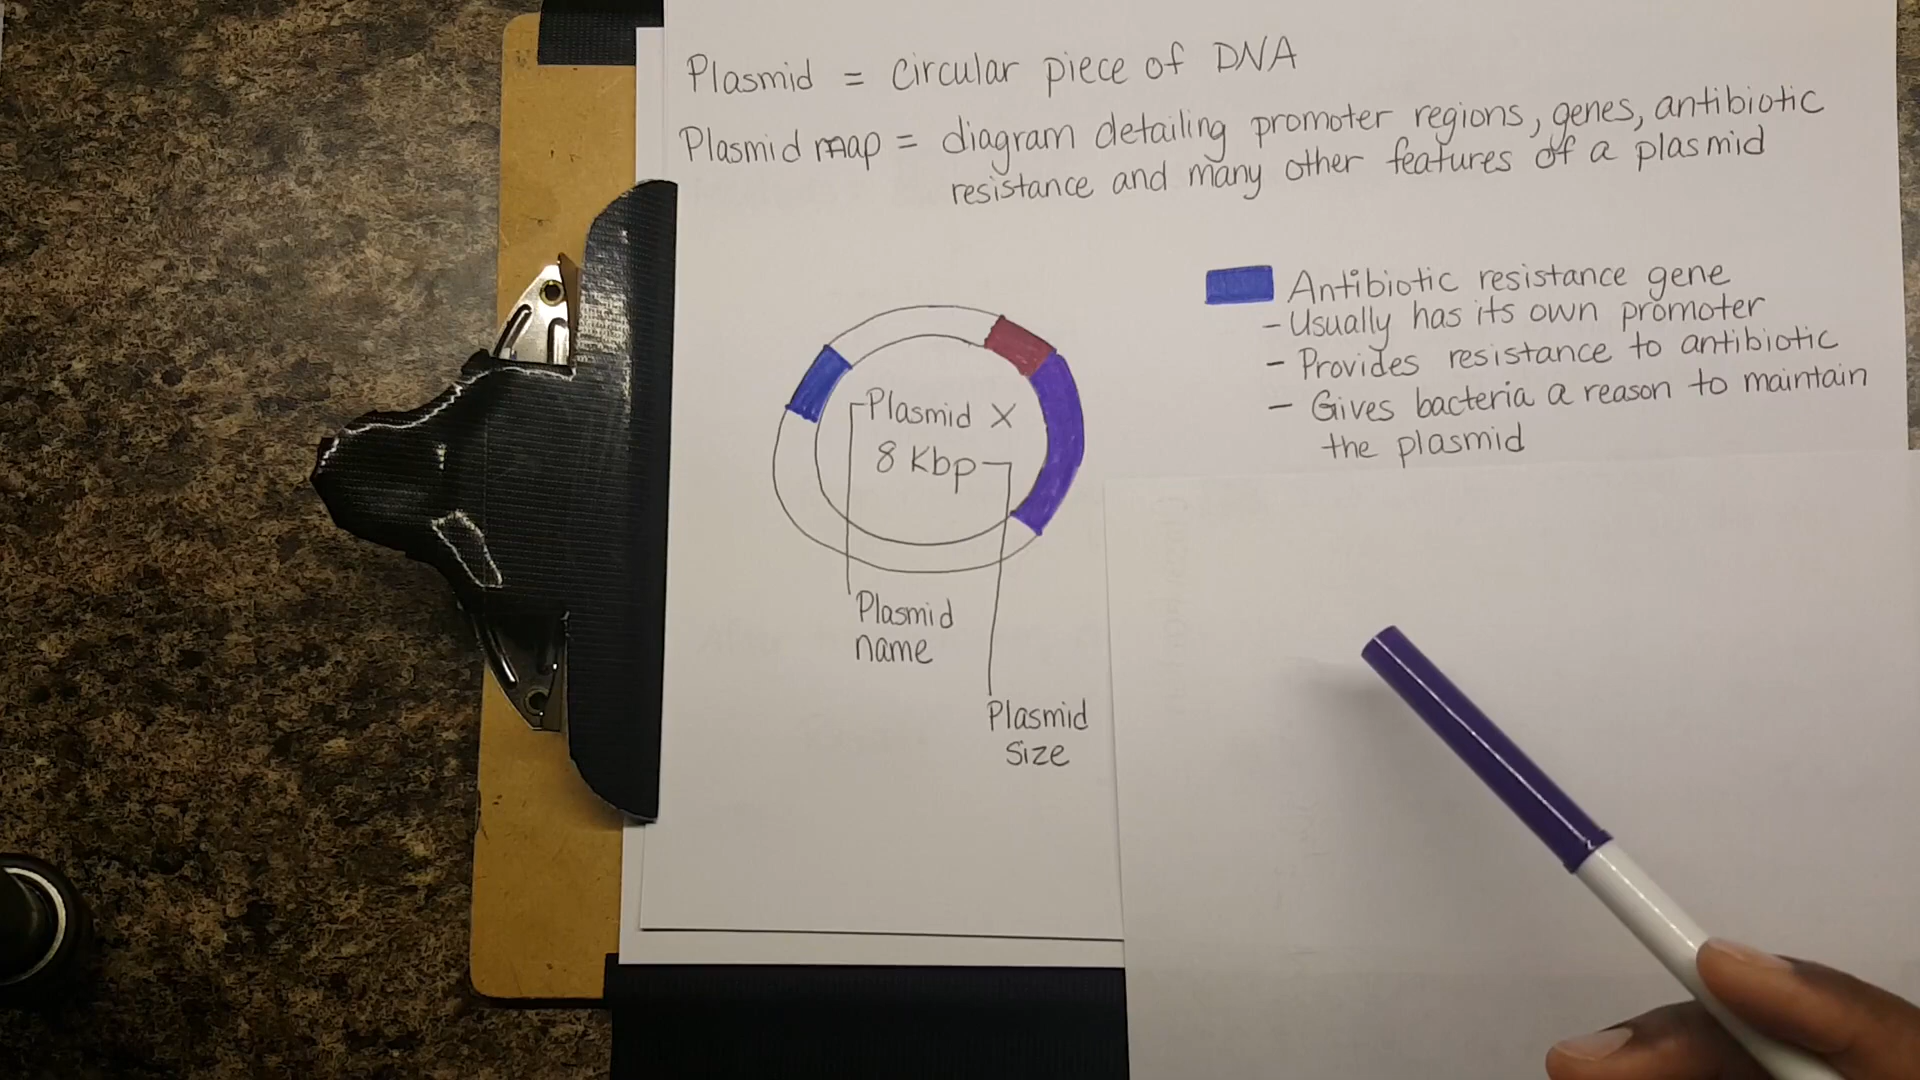 Plasmid = circular piece of DNA
Plasmid map = diagram detailing promoter regions, genes, antibiotic
resistance and many other features of a plasmid
Antibiotic resistance gene
- Usually has its own promoter
- Provides resistance to antibiotic
- Gives bacteria a reason to maintain
the plasmid
Plasmid X
8 Kbp
Plasmid
name
Plasmid
Size